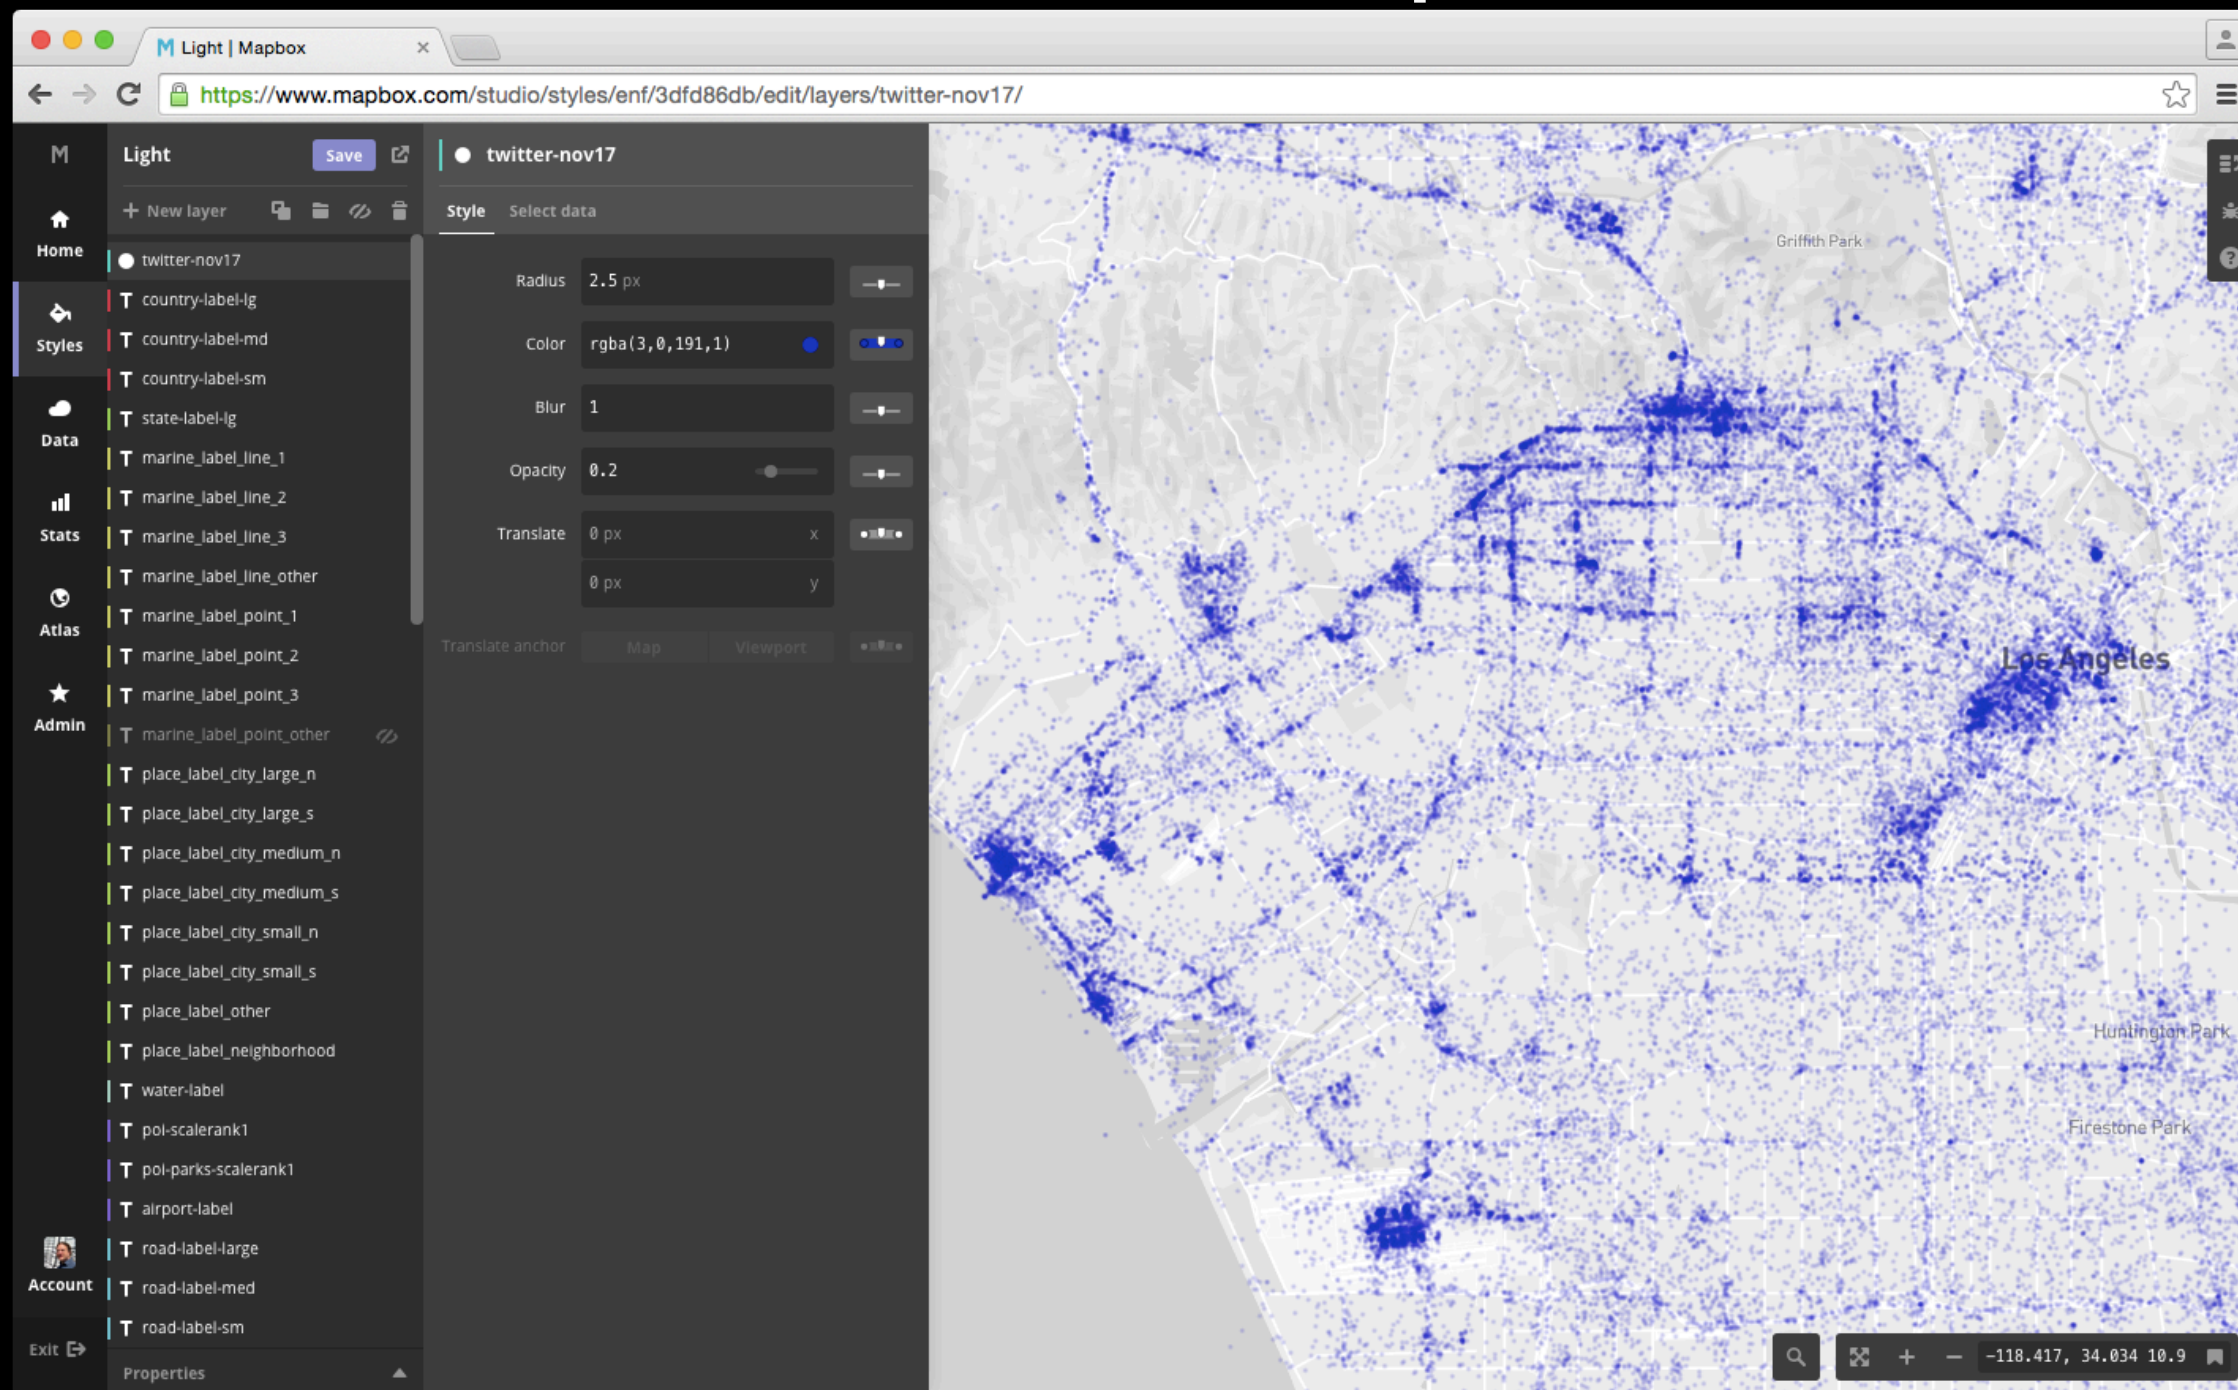 Light | Mapbox
https://www.mapbox.com/studio/styles/enf/3dfd86db/edit/layers/twitter-nov17/
M
Home
Styles
Data
Stats
Atlas
Admin
Account
Exit
Light
Save
+ New layer
twitter-nov17
T country-label-lg
T country-label-md
T country-label-sm
T state-label-lg
T marine_label_line_1
T marine_label_line_2
T marine_label_line_3
T marine_label_line_other
T marine_label_point_1
T marine_label_point_2
T marine_label_point_3
T marine_label_point_other
T place_label_city_large_n
T place_label_city_large_s
T place_label_city_medium_n
T place_label_city_medium_s
T place_label_city_small_n
T place_label_city_small_s
T place_label_other
T place_label_neighborhood
T water-label
T poi-scalerank1
T poi-parks-scalerank1
T airport-label
T road-label-large
T road-label-med
T road-label-sm
Properties
twitter-nov17
Style Select data
Radius 2.5 px
Color rgba(3,0,191,1)
Blur 1
Opacity 0.2
Translate 0 px x
0 px y
Translate anchor Map Viewport
Griffith Park
Los Angeles
Huntington Park
Firestone Park
-118.417, 34.034 10.9